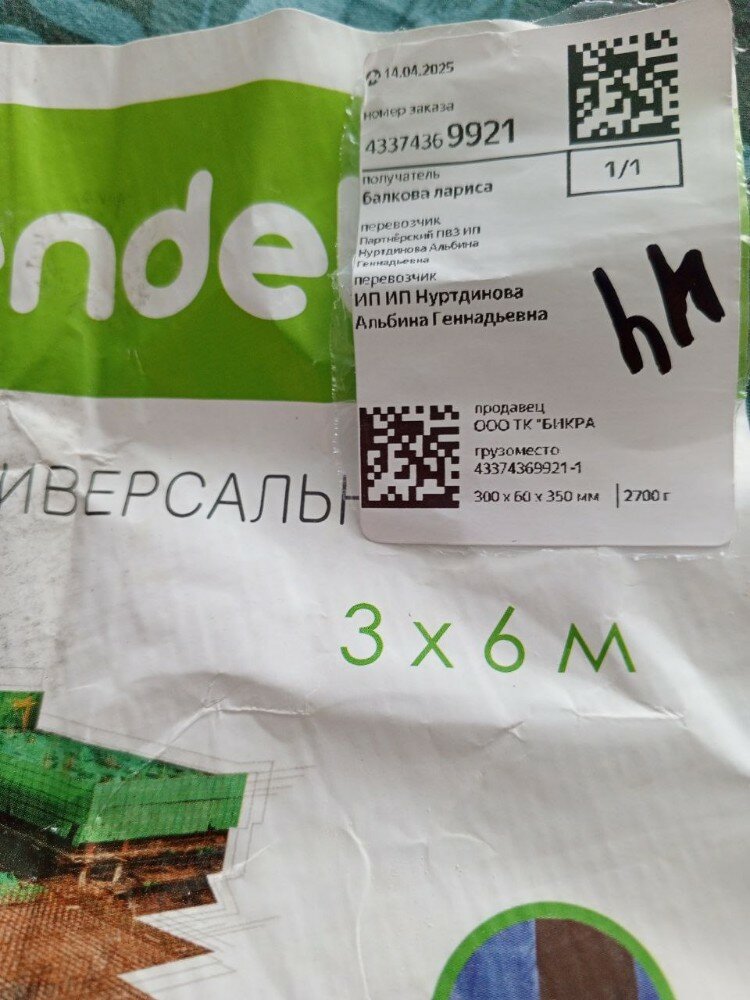 14.04.2025
номер заказа
43374369921
1/1
получатель
балкова лариса
перевозчик
Партнёрский ПВЗ ИП
Нуртдинова Альбина
Геннадьевна
перевозчик
ИП ИП Нуртдинова
Альбина Геннадьевна
продавец
ООО ТК "БИКРА
грузоместо
43374369921-1
300 x 60 x 350 мм | 2700 г
ende
ИВЕРСАЛЬН
3 х 6 м